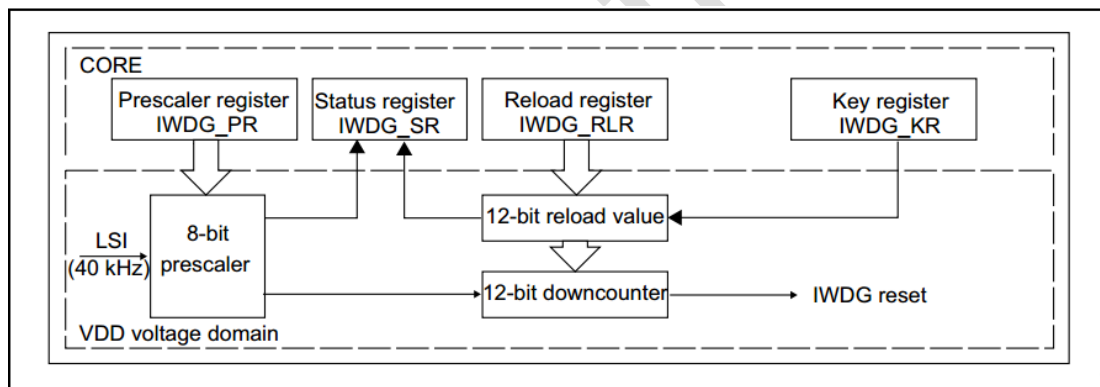 CORE
Prescaler register
IWDG_PR
Status register
IWDG_SR
Reload register
IWDG_RLR
Key register
IWDG_KR
LSI
(40 kHz)
8-bit
prescaler
12-bit reload value
12-bit downcounter
IWDG reset
VDD voltage domain